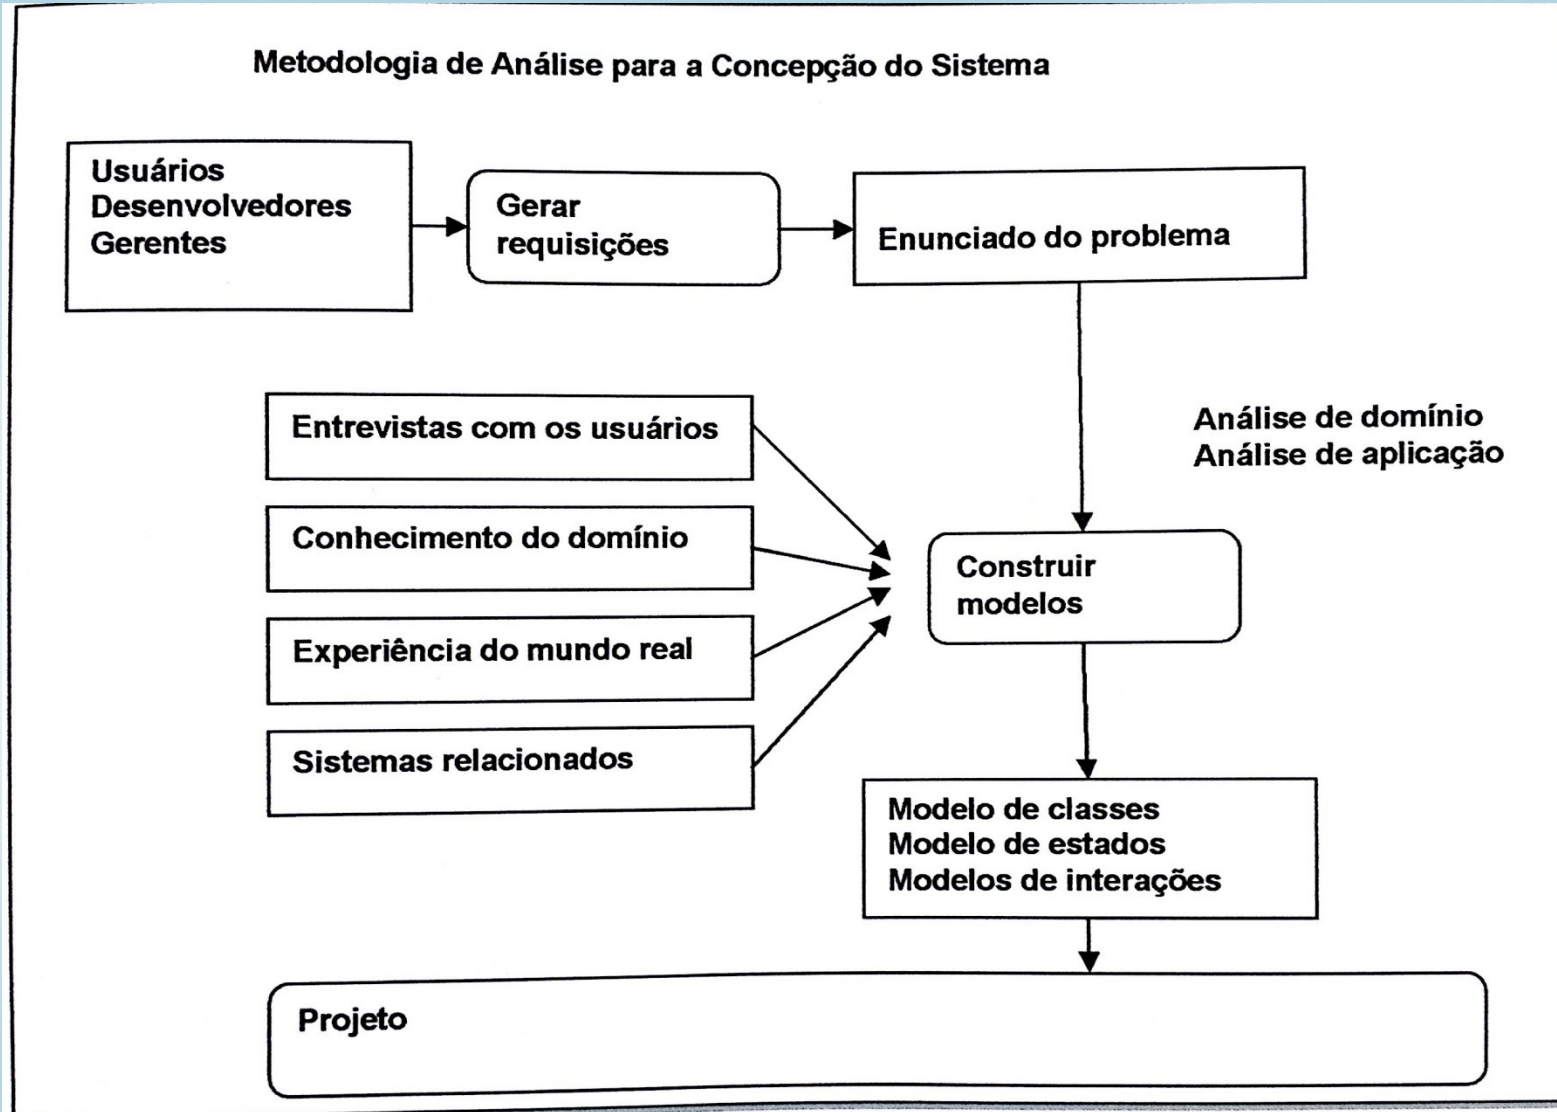 Metodologia de Análise para a Concepção do Sistema
Usuários
Desenvolvedores
Gerentes
Gerar
requisições
Enunciado do problema
Entrevistas com os usuários
Conhecimento do domínio
Experiência do mundo real
Sistemas relacionados
Análise de domínio
Análise de aplicação
Construir
modelos
Modelo de classes
Modelo de estados
Modelos de interações
Projeto